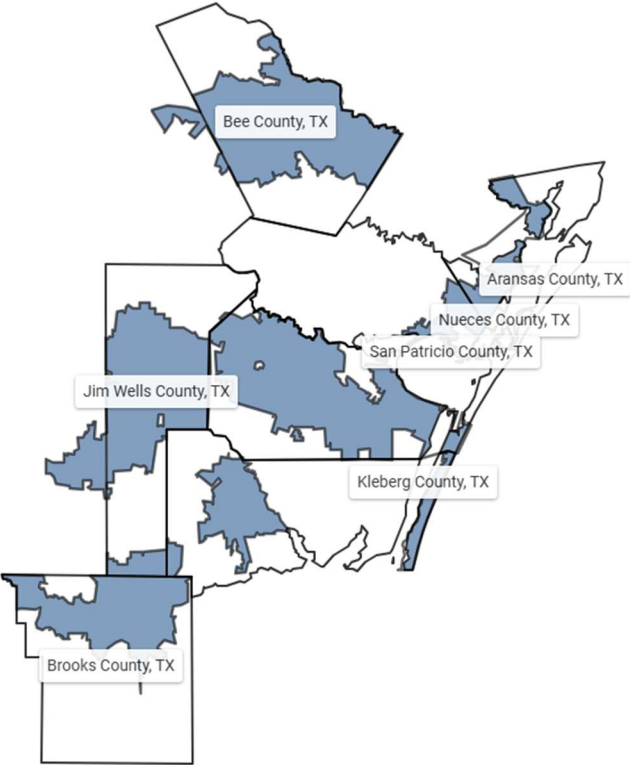 Bee County, TX
Aransas County, TX
Nueces County, TX
San Patricio County, TX
Jim Wells County, TX
Kleberg County, TX
Brooks County, TX